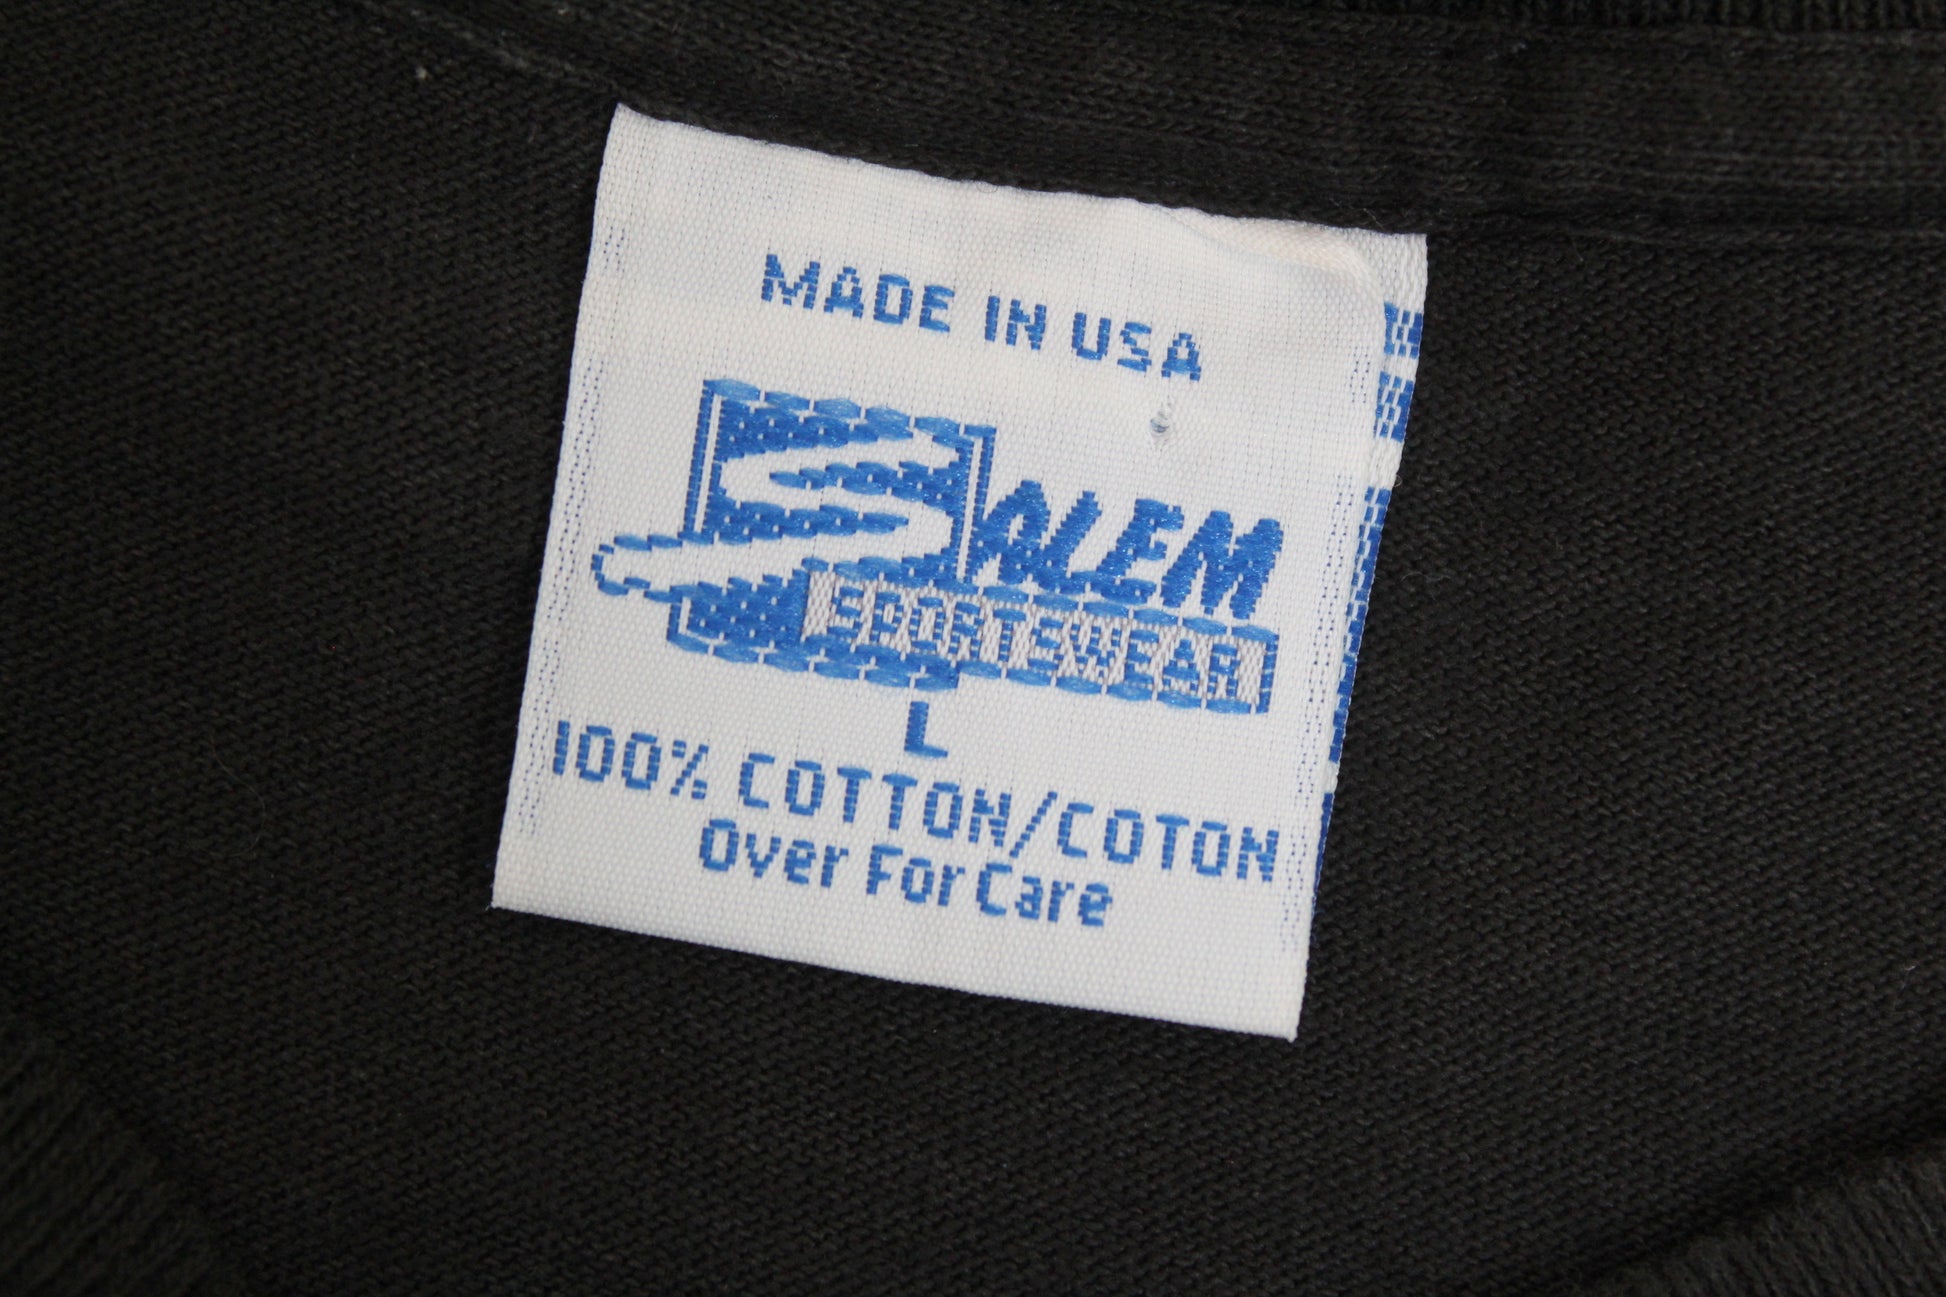 MADE IN USA
SALEM
SPORTSWEAR
L
100% COTTON/COTON
Over For Care